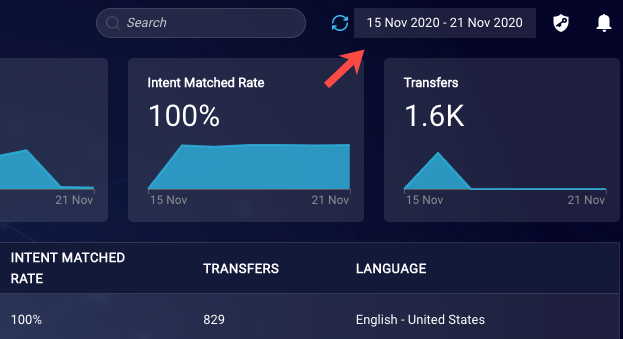 Search
15 Nov 2020 - 21 Nov 2020
21 Nov
Intent Matched Rate
100%
15 Nov
21 Nov
Transfers
1.6K
15 Nov
21 Nov
INTENT MATCHED
RATE
TRANSFERS
LANGUAGE
100%
829
English - United States